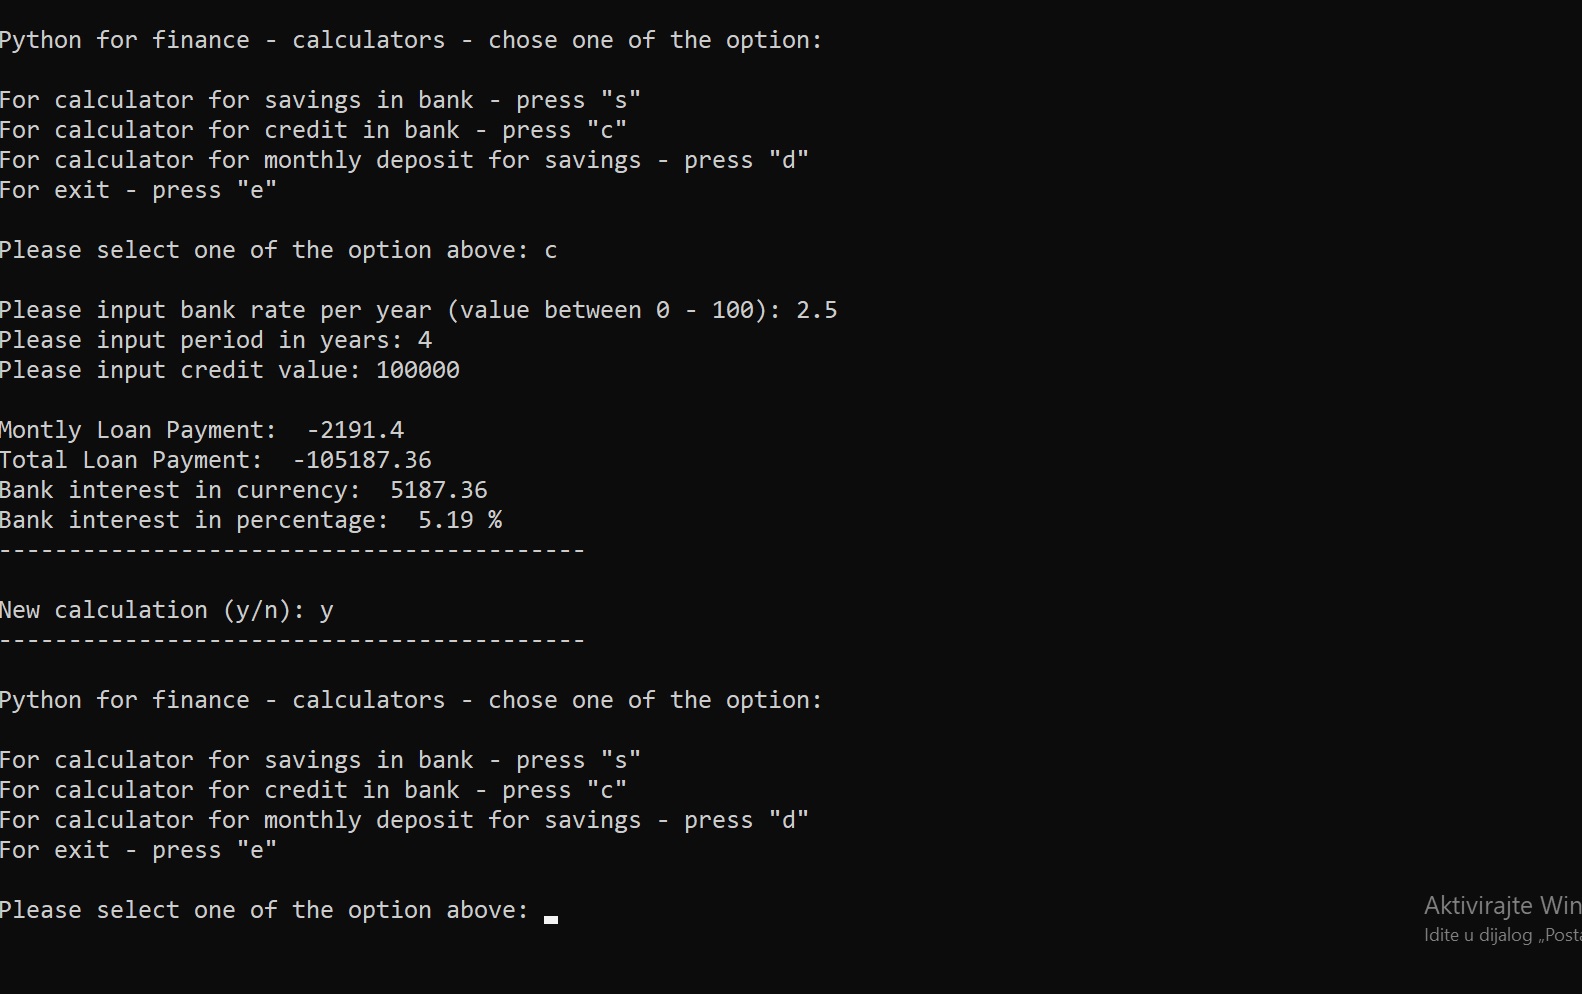 Python for finance - calculators - chose one of the option:
For calculator for savings in bank - press "s"
For calculator for credit in bank - press "c"
For calculator for monthly deposit for savings - press "d"
For exit - press "e"
Please select one of the option above: c
Please input bank rate per year (value between 0 - 100): 2.5
Please input period in years: 4
Please input credit value: 100000
Montly Loan Payment:  -2191.4
Total Loan Payment:  -105187.36
Bank interest in currency:  5187.36
Bank interest in percentage:  5.19 %
------------------------------------------
New calculation (y/n): y
------------------------------------------
Python for finance - calculators - chose one of the option:
For calculator for savings in bank - press "s"
For calculator for credit in bank - press "c"
For calculator for monthly deposit for savings - press "d"
For exit - press "e"
Please select one of the option above:
Aktivirajte Win
Idite u dijalog „Posta